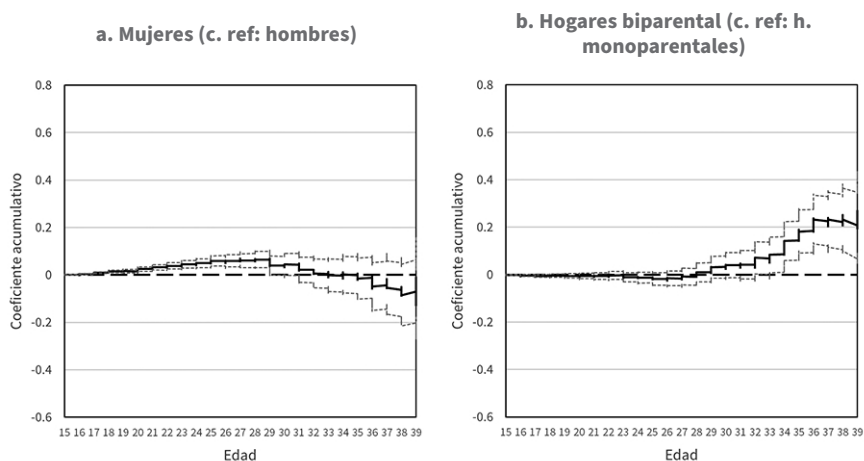 a. Mujeres (c. ref: hombres)
Coeficiente acumulativo
0.8
0.6
0.4
0.2
0
-0.2
-0.4
-0.6
15 16 17 18 19 20 21 22 23 24 25 26 27 28 29 30 31 32 33 34 35 36 37 38 39
Edad
b. Hogares biparental (c. ref: h.
monoparentales)
Coeficiente acumulativo
0.8
0.6
0.4
0.2
0
-0.2
-0.4
-0.6
15 16 17 18 19 20 21 22 23 24 25 26 27 28 29 30 31 32 33 34 35 36 37 38 39
Edad